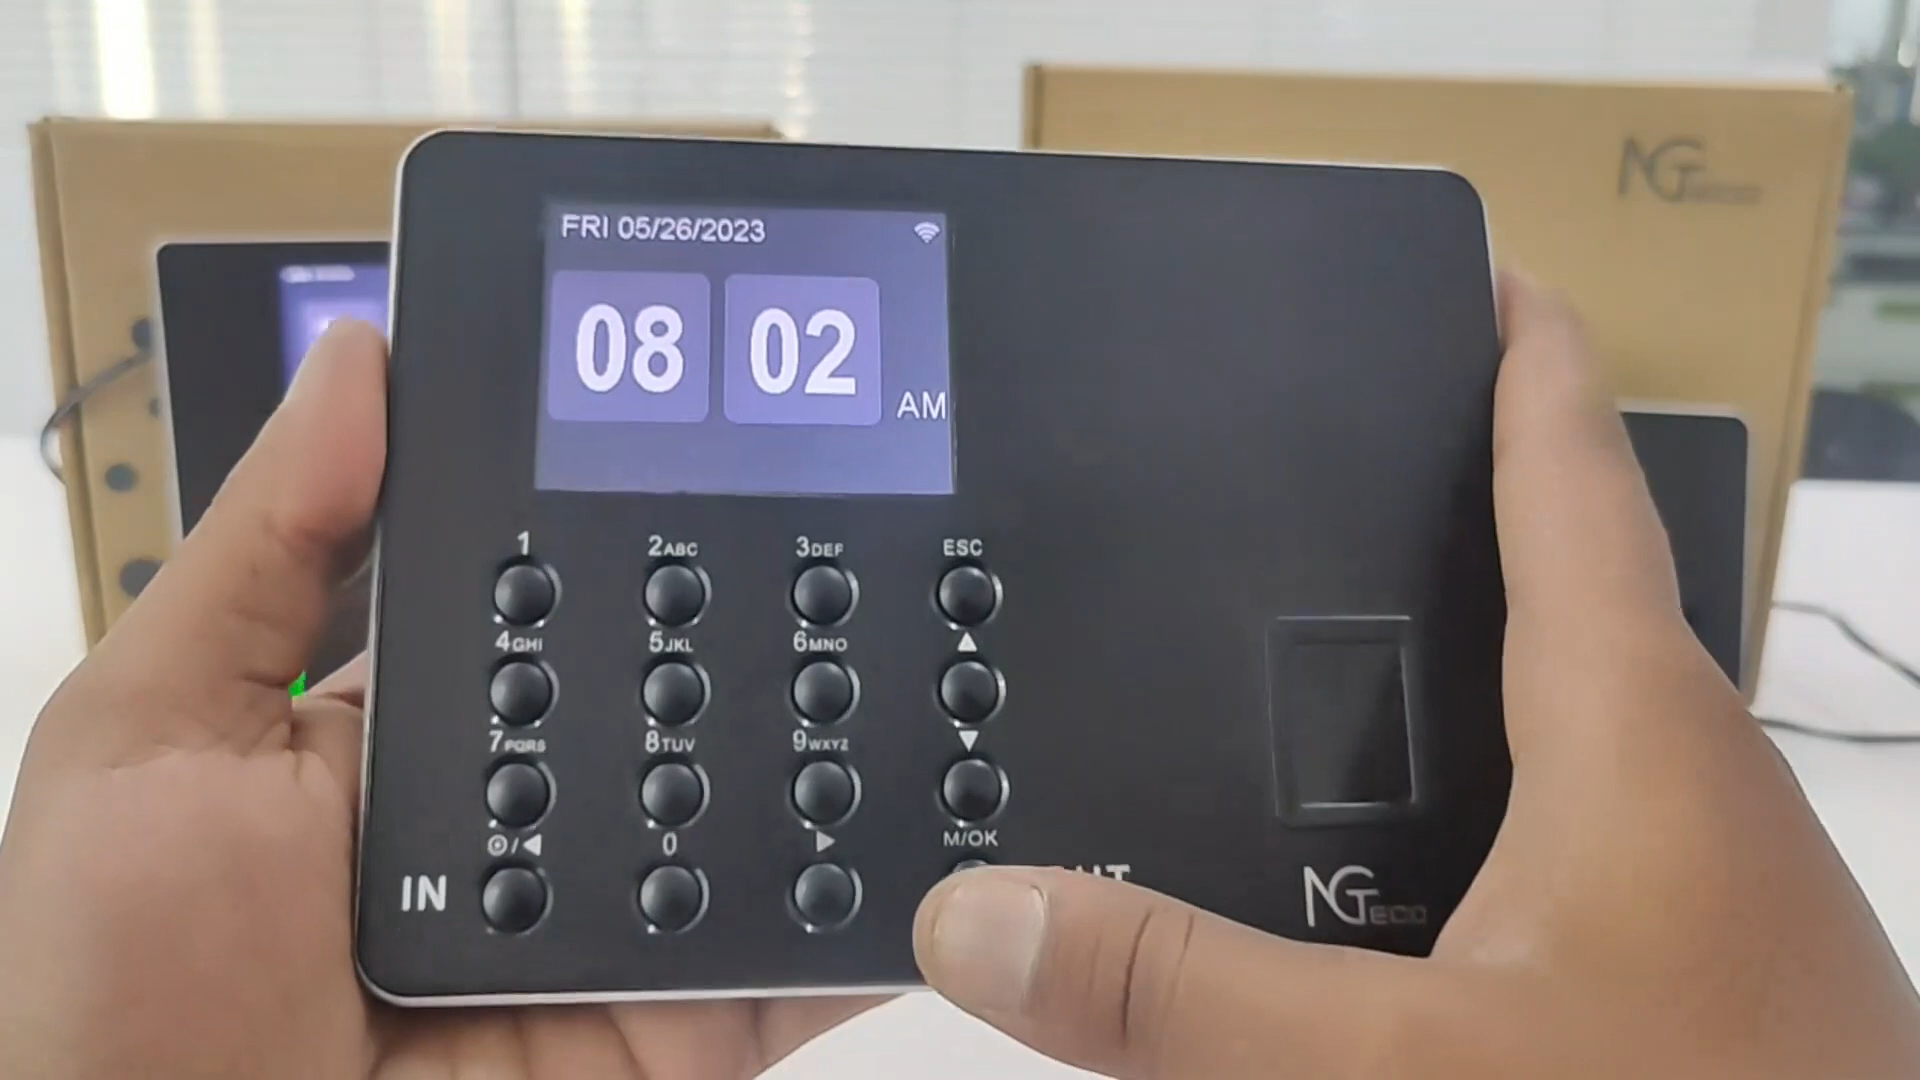 FRI 05/26/2023
08 02 AM
1 2ABC 3DEF ESC
4GHI 5JKL 6MNO ▲
7PQRS 8TUV 9WXYZ ▼
/◀ 0 ▶ M/OK
IN
NGTECO
NGTECO